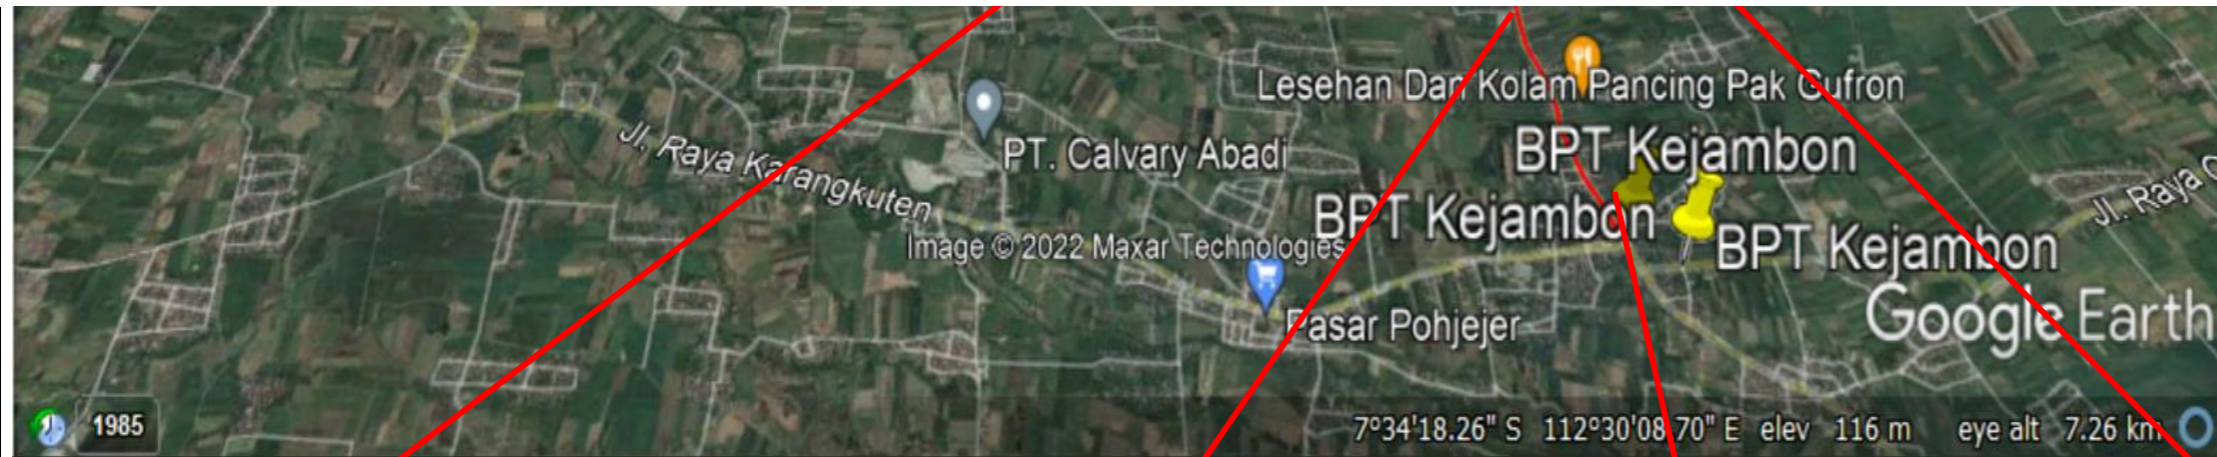 Lesehan Dan Kolam Pancing Pak Gufron
Jl. Raya Karangkuten
PT. Calvary Abadi
BPT Kejambon
BPT Kejambon
Jl. Raya
BPT Kejambon
Image © 2022 Maxar Technologies
Pasar Pohjejer
Google Earth
1985
7°34'18.26" S 112°30'08.70" E elev 116 m eye alt 7.26 km